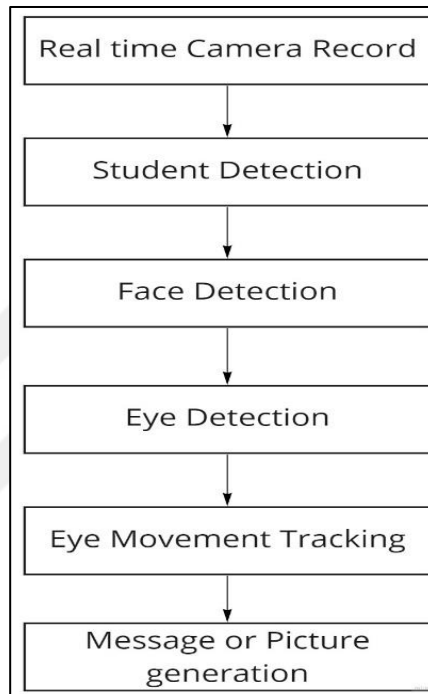 Real time Camera Record
Student Detection
Face Detection
Eye Detection
Eye Movement Tracking
Message or Picture
generation